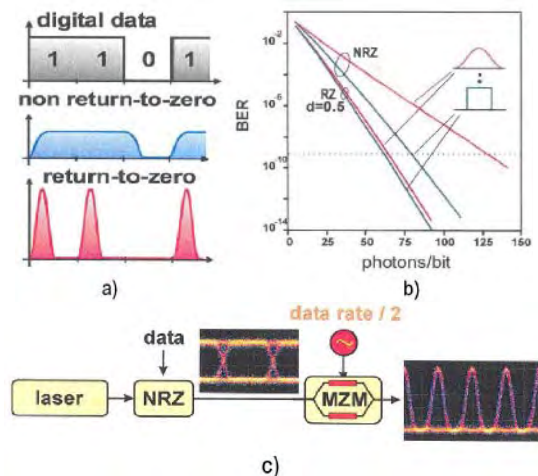 digital data
1 1 0 1
non return-to-zero
return-to-zero
a)
BER
10-2
10-5
10-10
10-14
NRZ
RZ
d=0.5
0 25 50 75 100 125 150
photons/bit
b)
data rate / 2
data
laser
NRZ
MZM
c)